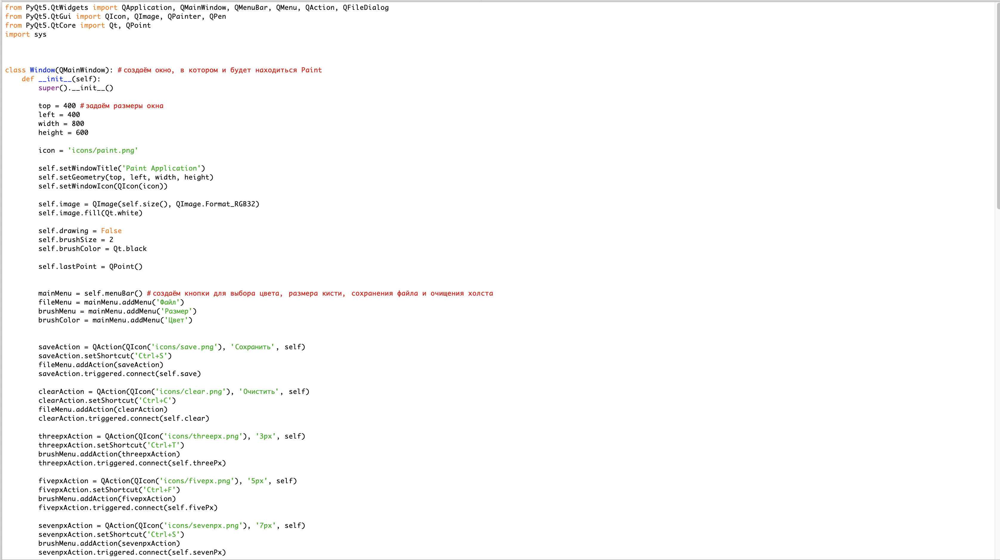 from PyQt5.QtWidgets import QApplication, QMainWindow, QMenuBar, QMenu, QAction, QFileDialog
from PyQt5.QtGui import QIcon, QImage, QPainter, QPen
from PyQt5.QtCore import Qt, QPoint
import sys
class Window(QMainWindow): #создаём окно, в котором и будет находиться Paint
    def __init__(self):
        super().__init__()
        top = 400 #задаём размеры окна
        left = 400
        width = 800
        height = 600
        icon = 'icons/paint.png'
        self.setWindowTitle('Paint Application')
        self.setGeometry(top, left, width, height)
        self.setWindowIcon(QIcon(icon))
        self.image = QImage(self.size(), QImage.Format_RGB32)
        self.image.fill(Qt.white)
        self.drawing = False
        self.brushSize = 2
        self.brushColor = Qt.black
        self.lastPoint = QPoint()
        mainMenu = self.menuBar() #создаём кнопки для выбора цвета, размера кисти, сохранения файла и очищения холста
        fileMenu = mainMenu.addMenu('Файл')
        brushMenu = mainMenu.addMenu('Размер')
        brushColor = mainMenu.addMenu('Цвет')
        saveAction = QAction(QIcon('icons/save.png'), 'Сохранить', self)
        saveAction.setShortcut('Ctrl+S')
        fileMenu.addAction(saveAction)
        saveAction.triggered.connect(self.save)
        clearAction = QAction(QIcon('icons/clear.png'), 'Очистить', self)
        clearAction.setShortcut('Ctrl+C')
        fileMenu.addAction(clearAction)
        clearAction.triggered.connect(self.clear)
        threepxAction = QAction(QIcon('icons/threepx.png'), '3px', self)
        threepxAction.setShortcut('Ctrl+T')
        brushMenu.addAction(threepxAction)
        threepxAction.triggered.connect(self.threePx)
        fivepxAction = QAction(QIcon('icons/fivepx.png'), '5px', self)
        fivepxAction.setShortcut('Ctrl+F')
        brushMenu.addAction(fivepxAction)
        fivepxAction.triggered.connect(self.fivePx)
        sevenpxAction = QAction(QIcon('icons/sevenpx.png'), '7px', self)
        sevenpxAction.setShortcut('Ctrl+S')
        brushMenu.addAction(sevenpxAction)
        sevenpxAction.triggered.connect(self.sevenPx)